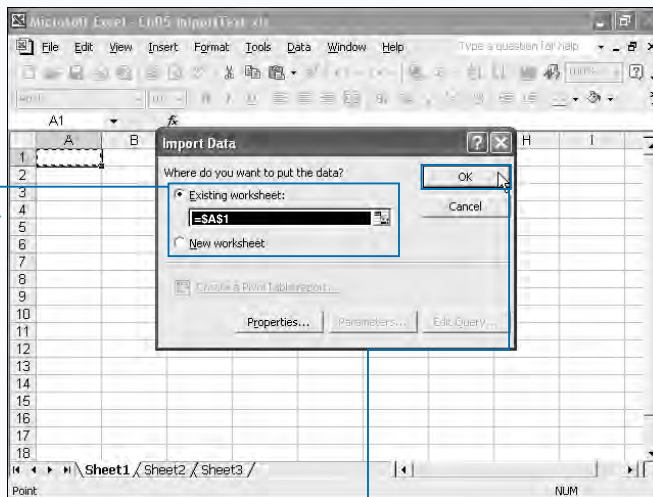 Microsoft Excel - Ch05 ImportText.xls
File Edit View Insert Format Tools Data Window Help Type a question for help
A1 fx
A B H I
1
2
3
4
5
6
7
8
9
10
11
12
13
14
15
16
17
18
Import Data
Where do you want to put the data?
Existing worksheet:
=$A$1
New worksheet
OK
Cancel
Create a PivotTable report...
Properties... Parameters... Edit Query...
Sheet1 Sheet2 Sheet3
Point NUM